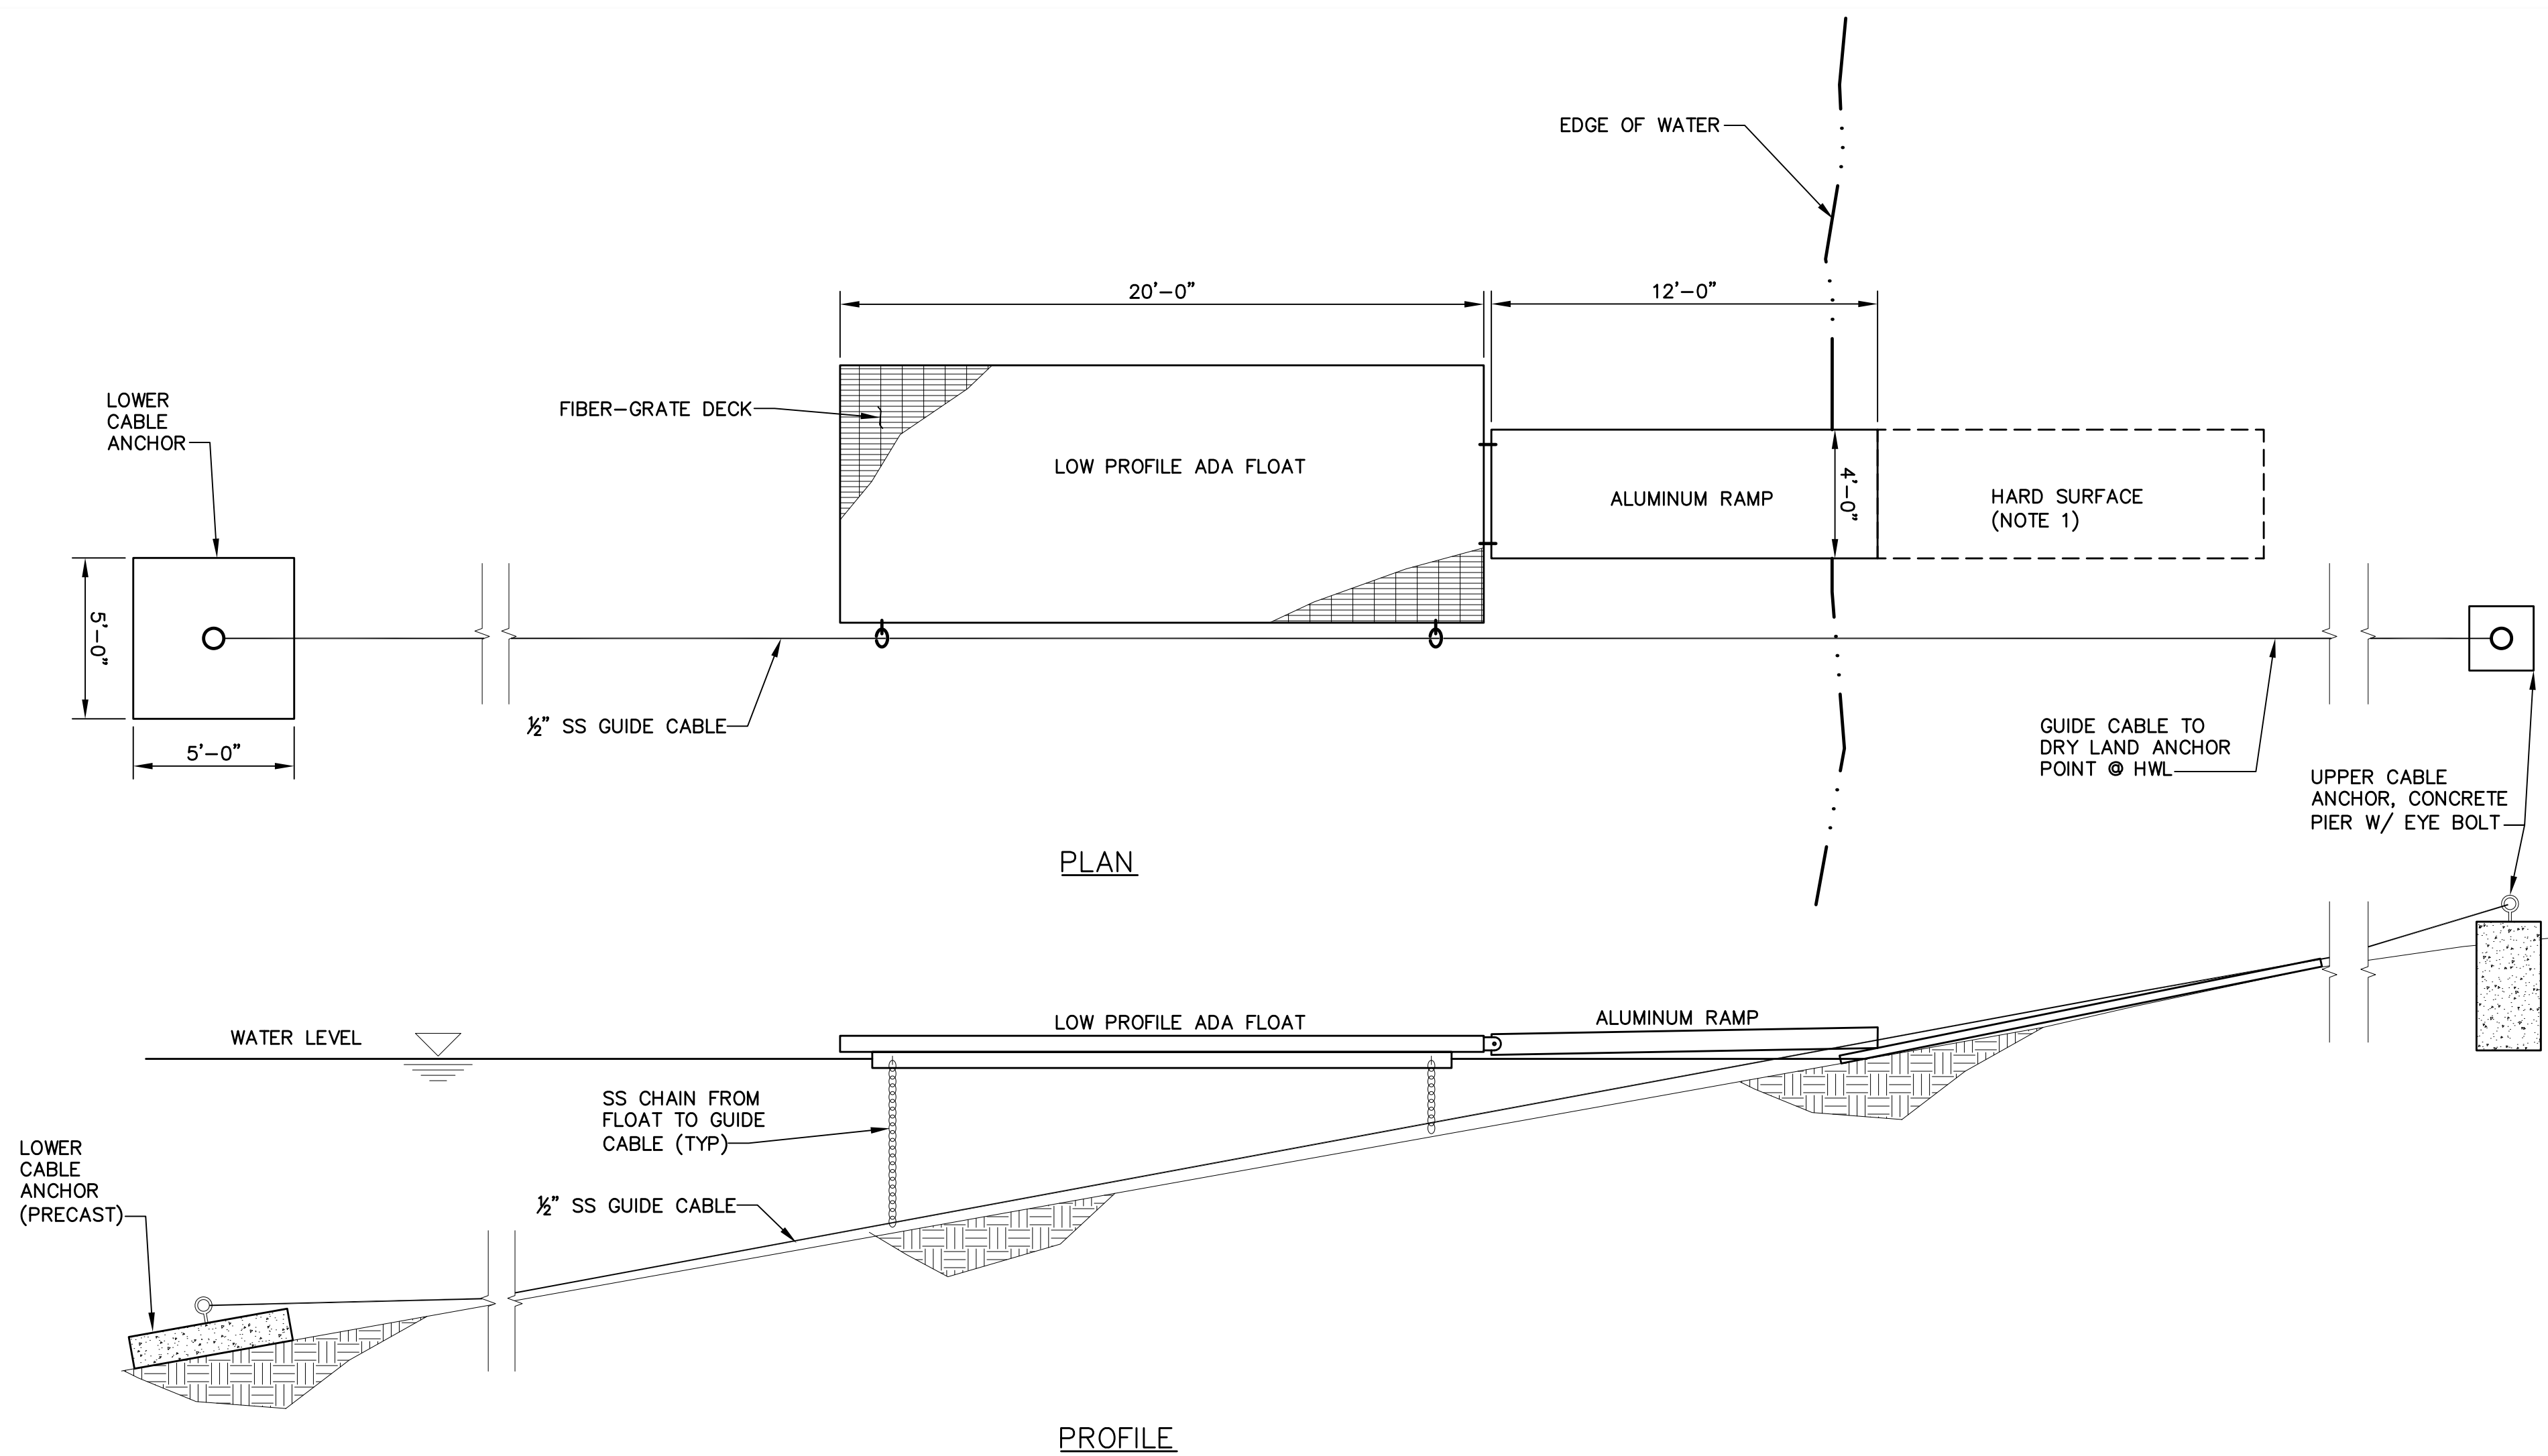 EDGE OF WATER
20'-0"
12'-0"
LOWER
CABLE
ANCHOR
FIBER-GRATE DECK
LOW PROFILE ADA FLOAT
ALUMINUM RAMP
4'-0"
HARD SURFACE
(NOTE 1)
5'-0"
5'-0"
½" SS GUIDE CABLE
GUIDE CABLE TO
DRY LAND ANCHOR
POINT @ HWL
UPPER CABLE
ANCHOR, CONCRETE
PIER W/ EYE BOLT
PLAN
WATER LEVEL
LOW PROFILE ADA FLOAT
ALUMINUM RAMP
SS CHAIN FROM
FLOAT TO GUIDE
CABLE (TYP)
LOWER
CABLE
ANCHOR
(PRECAST)
½" SS GUIDE CABLE
PROFILE